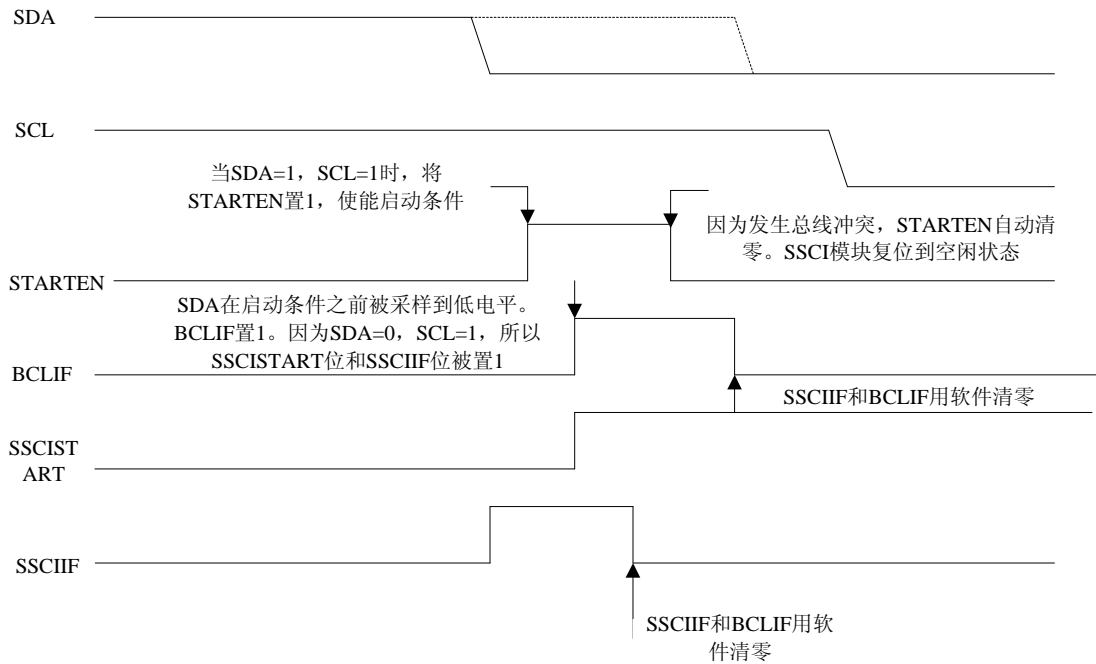 SDA
SCL
当SDA=1，SCL=1时，将
STARTEN置1，使能启动条件
因为发生总线冲突，STARTEN自动清
零。SSCI模块复位到空闲状态
STARTEN
SDA在启动条件之前被采样到低电平。
BCLIF置1。因为SDA=0，SCL=1，所以
SSCISTART位和SSCIIF位被置1
BCLIF
SSCIIF和BCLIF用软件清零
SSCIST
ART
SSCIIF
SSCIIF和BCLIF用软
件清零